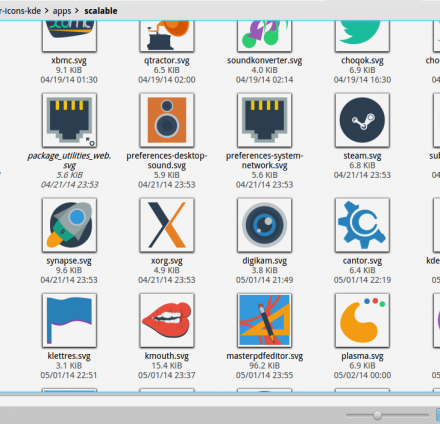 r-icons-kde > apps > scalable
xbmc.svg qtractor.svg soundkonverter.svg choqok.svg
9.1 KiB 6.5 KiB 4.0 KiB 6.9 KiB
04/19/14 01:30 04/19/14 02:00 04/19/14 02:14 04/19/14 16:30
package_utilities_web. preferences-desktop- preferences-system- steam.svg
svg sound.svg network.svg 6.8 KiB
5.6 KiB 5.9 KiB 5.6 KiB 04/21/14 23:53
04/21/14 23:53 04/21/14 23:53 04/21/14 23:53
synapse.svg xorg.svg digikam.svg cantor.svg
9.6 KiB 4.9 KiB 3.8 KiB 6.4 KiB
04/21/14 23:53 04/21/14 23:53 05/01/14 21:49 05/01/14 22:19
klettres.svg kmouth.svg masterpdfeditor.svg plasma.svg
3.1 KiB 15.4 KiB 96.2 KiB 6.9 KiB
05/01/14 22:51 05/01/14 23:37 05/01/14 23:55 05/02/14 00:00